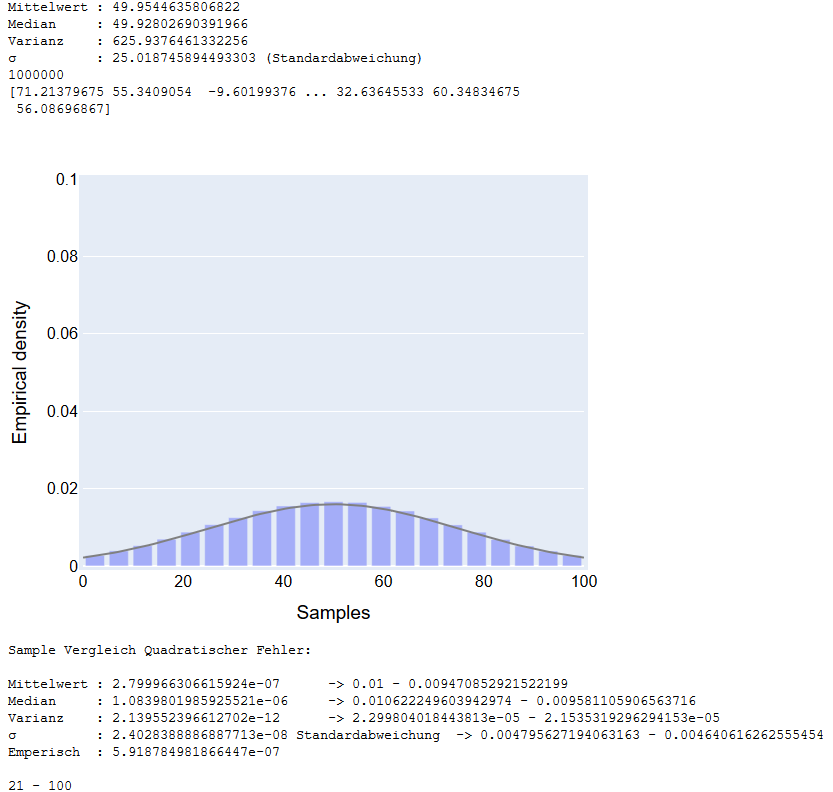 Mittelwert : 49.9544635806822
Median     : 49.92802690391966
Varianz    : 625.9376461332256
σ          : 25.018745894493303 (Standardabweichung)
1000000
[71.21379675 55.3409054  -9.60199376 ... 32.63645533 60.34834675
 56.08696867]
0.1
0.08
0.06
0.04
0.02
0
Empirical density
0 20 40 60 80 100
Samples
Sample Vergleich Quadratischer Fehler:
Mittelwert : 2.799966306615924e-07      -> 0.01 - 0.009470852921522199
Median     : 1.0839801985925521e-06     -> 0.010622249603942974 - 0.009581105906563716
Varianz    : 2.139552396612702e-12      -> 2.299804018443813e-05 - 2.1535319296294153e-05
σ          : 2.4028388886887713e-08 Standardabweichung  -> 0.004795627194063163 - 0.004640616262555454
Emperisch  : 5.918784981866447e-07
21 - 100